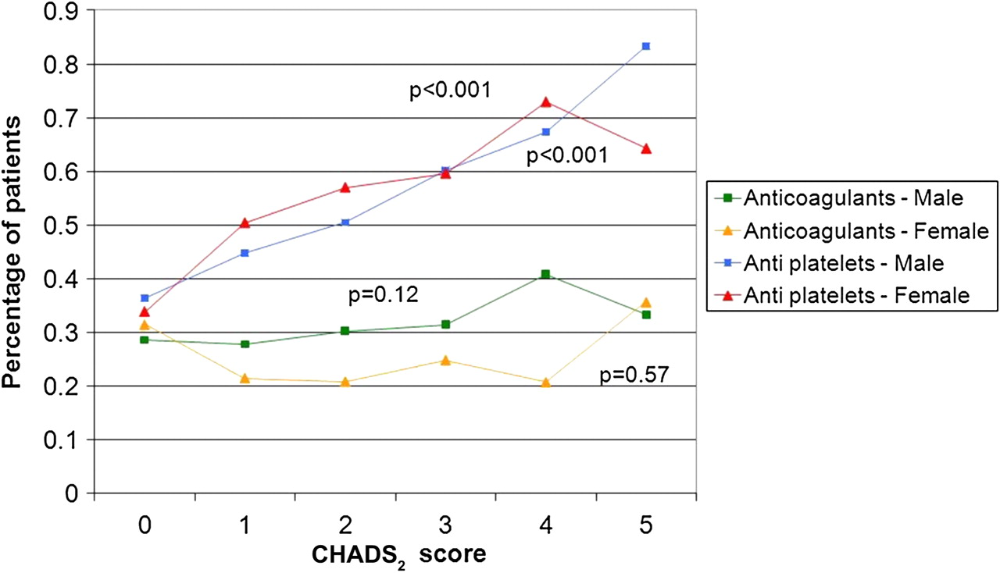 0.9
0.8
0.7
0.6
0.5
0.4
0.3
0.2
0.1
0
Percentage of patients
p<0.001
p<0.001
p=0.12
p=0.57
0 1 2 3 4 5
CHADS₂ score
Anticoagulants - Male
Anticoagulants - Female
Anti platelets - Male
Anti platelets - Female